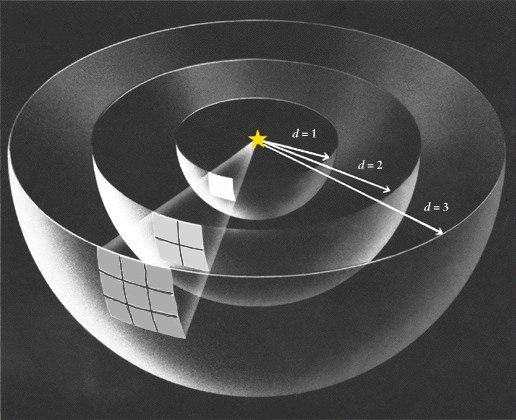 d = 1
d = 2
d = 3